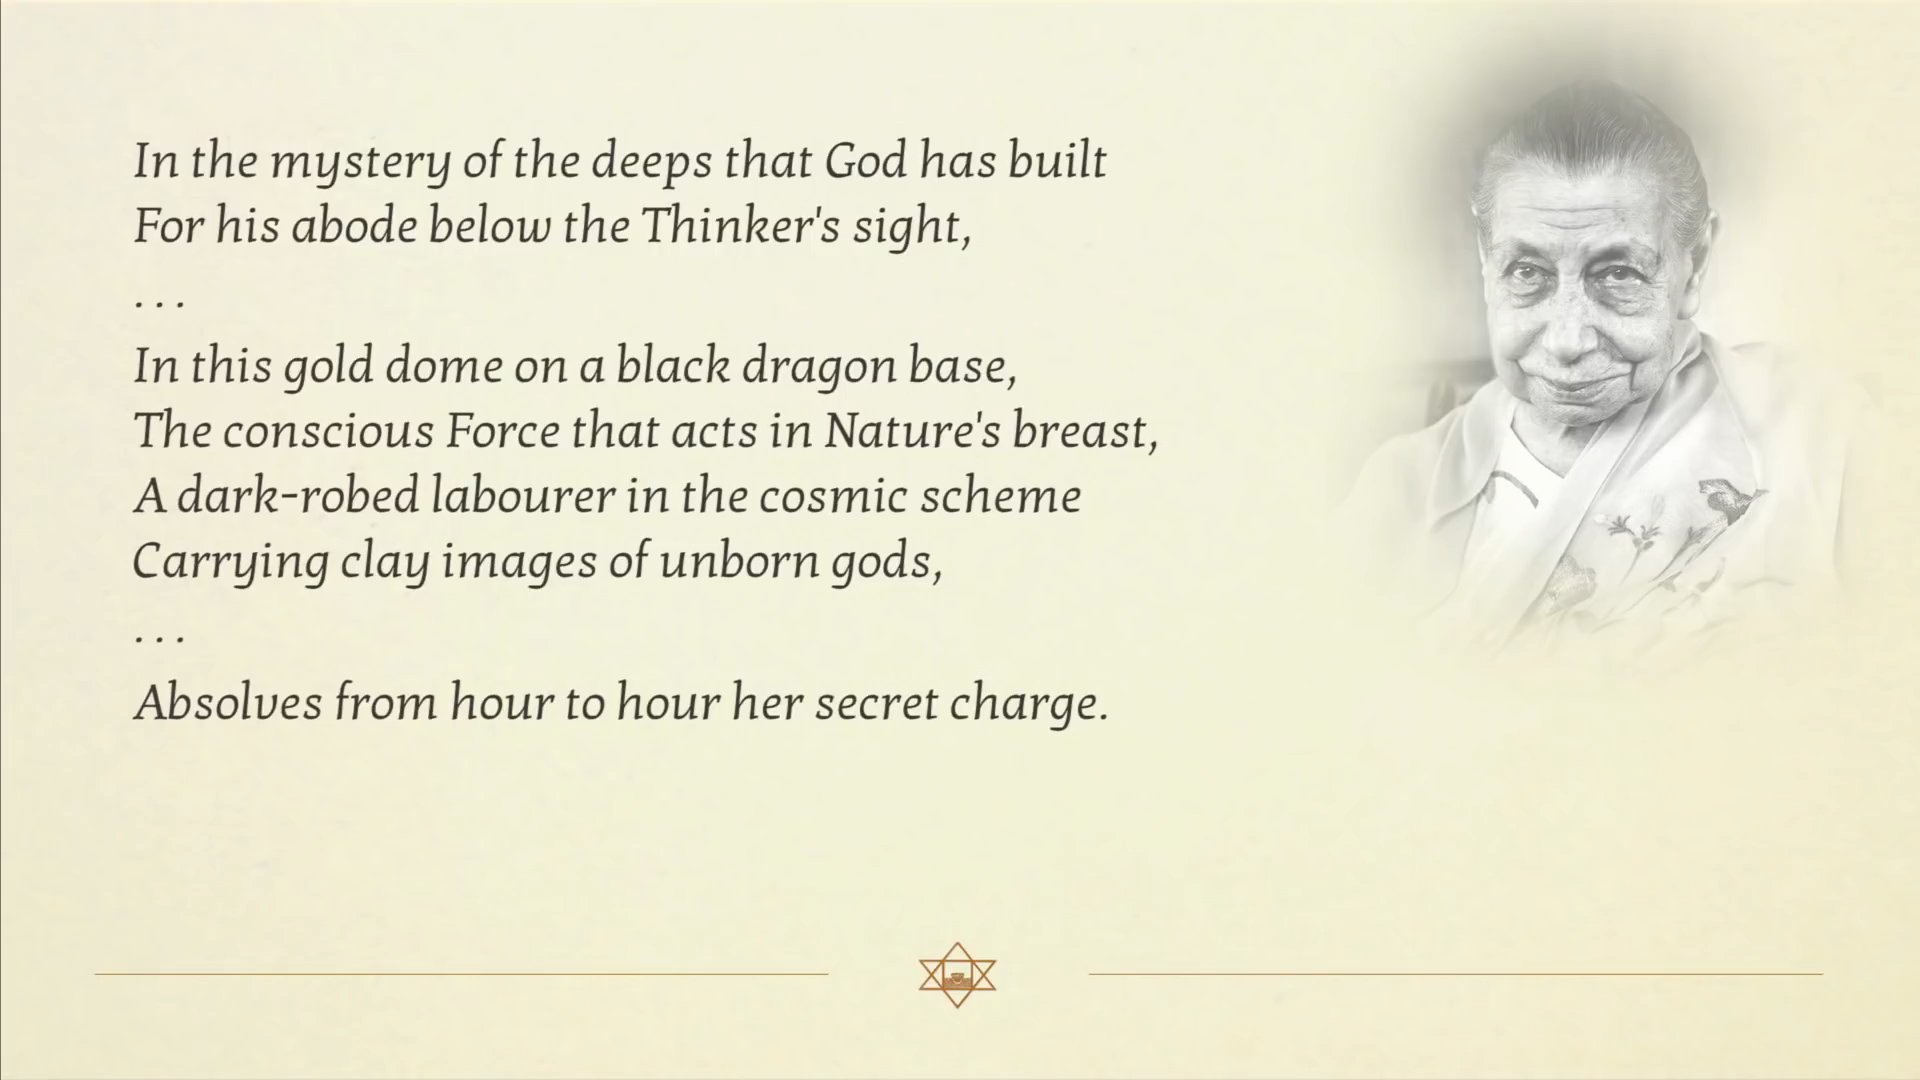 In the mystery of the deeps that God has built
For his abode below the Thinker's sight,
...
In this gold dome on a black dragon base,
The conscious Force that acts in Nature's breast,
A dark-robed labourer in the cosmic scheme
Carrying clay images of unborn gods,
...
Absolves from hour to hour her secret charge.